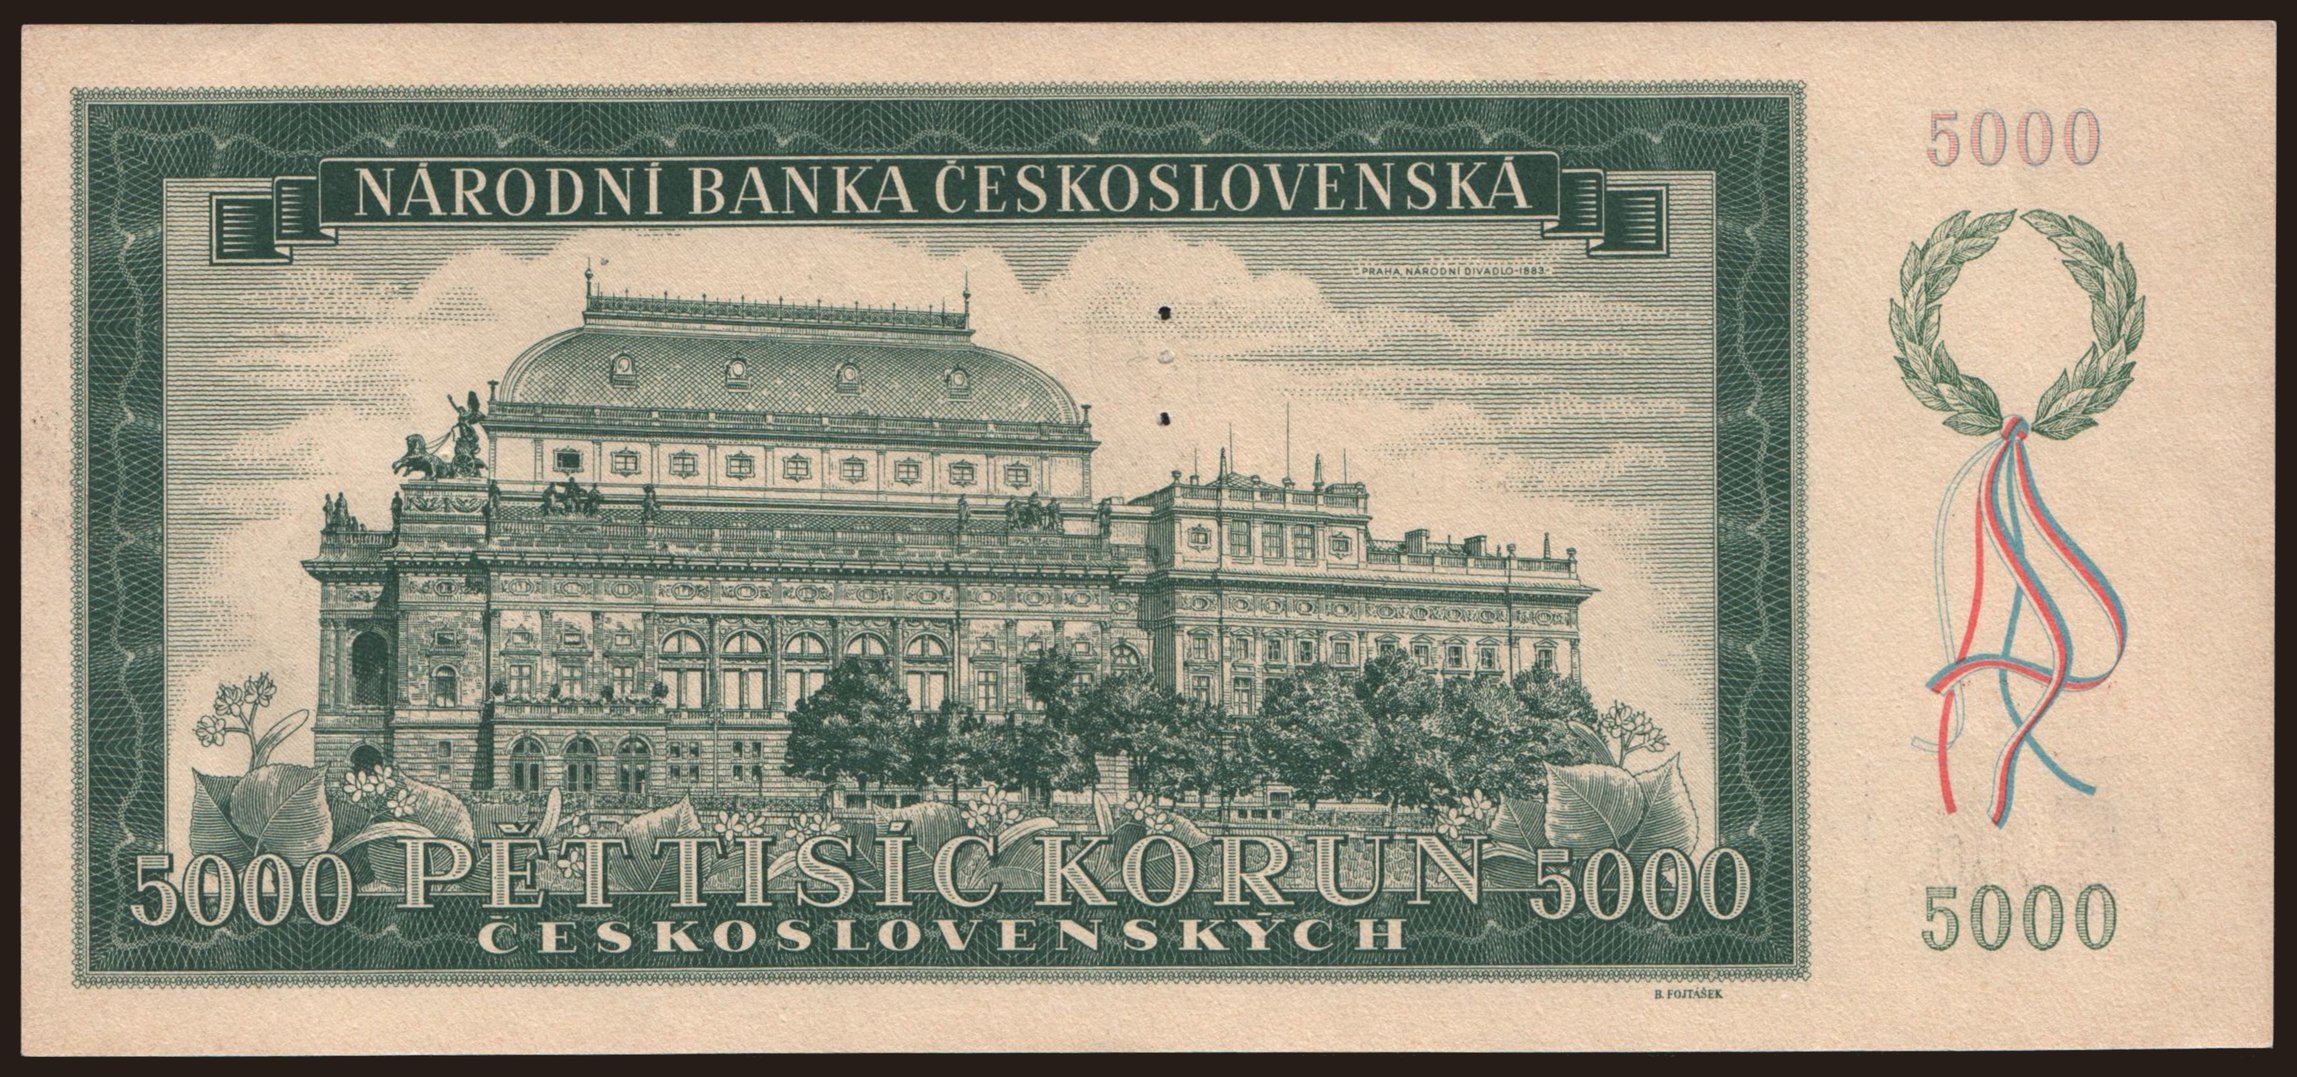 NÁRODNÍ BANKA ČESKOSLOVENSKÁ
5000
PRAHA, NÁRODNÍ DIVADLO-1883-
5000 PĚT TISÍC KORUN 5000
ČESKOSLOVENSKÝCH
5000
B. FOJTÁŠEK